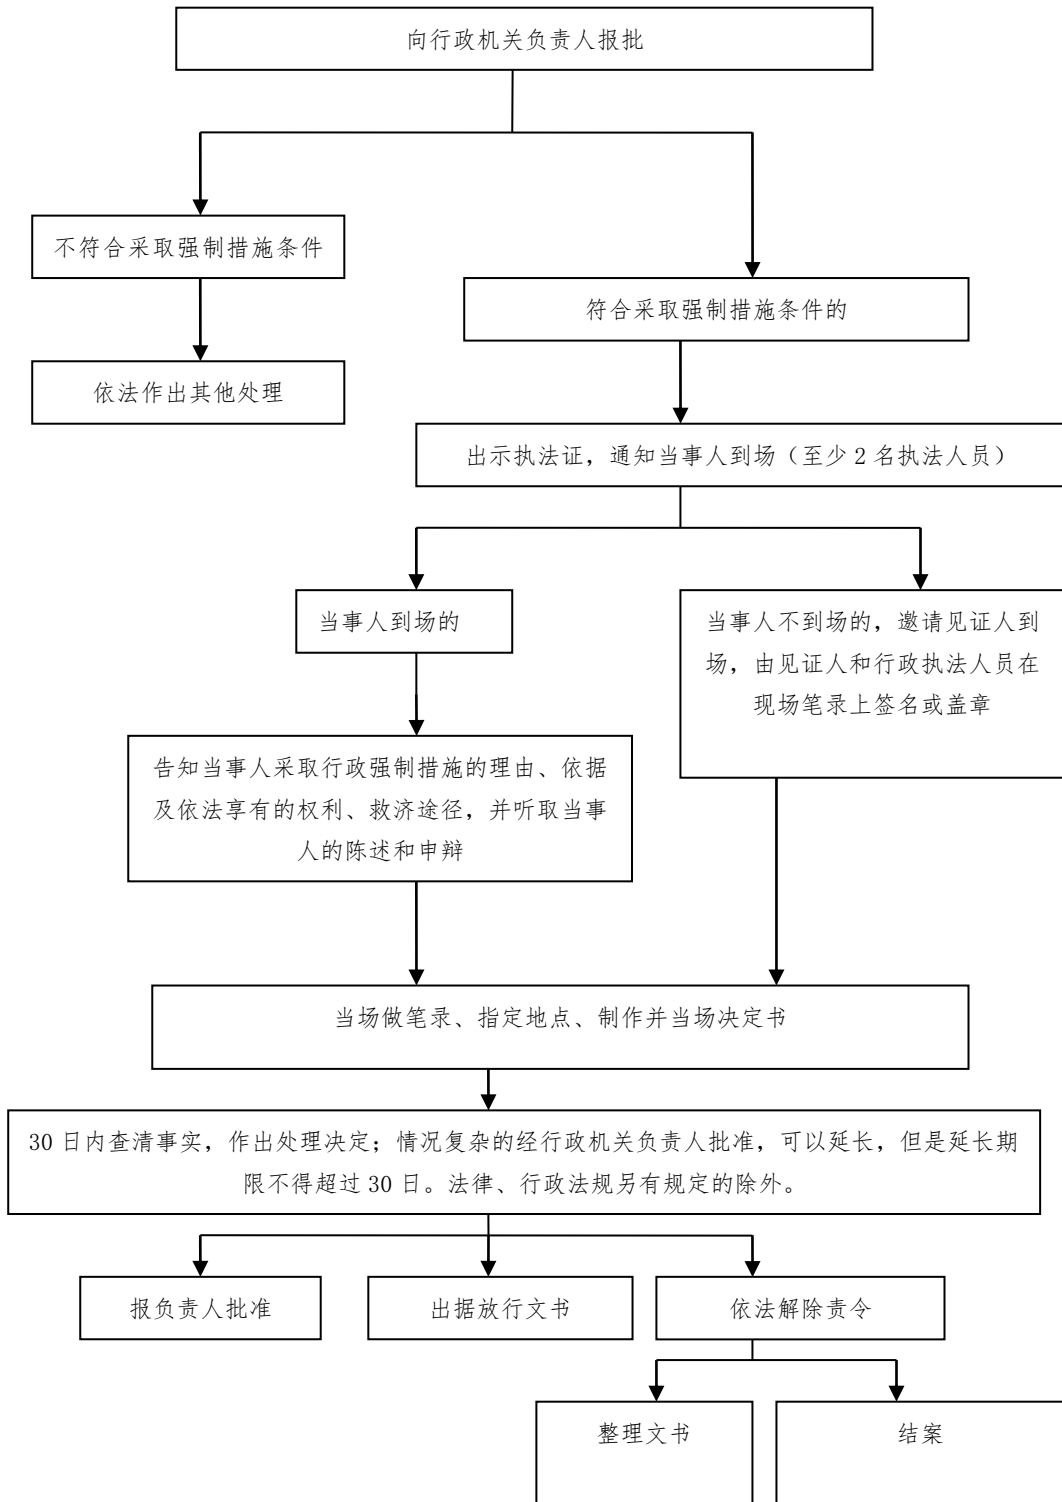 向行政机关负责人报批
不符合采取强制措施条件
符合采取强制措施条件的
依法作出其他处理
出示执法证，通知当事人到场（至少 2 名执法人员）
当事人到场的
当事人不到场的，邀请见证人到
场，由见证人和行政执法人员在
现场笔录上签名或盖章
告知当事人采取行政强制措施的理由、依据
及依法享有的权利、救济途径，并听取当事
人的陈述和申辩
当场做笔录、指定地点、制作并当场决定书
30 日内查清事实，作出处理决定；情况复杂的经行政机关负责人批准，可以延长，但是延长期
限不得超过 30 日。法律、行政法规另有规定的除外。
报负责人批准
出据放行文书
依法解除责令
整理文书
结案